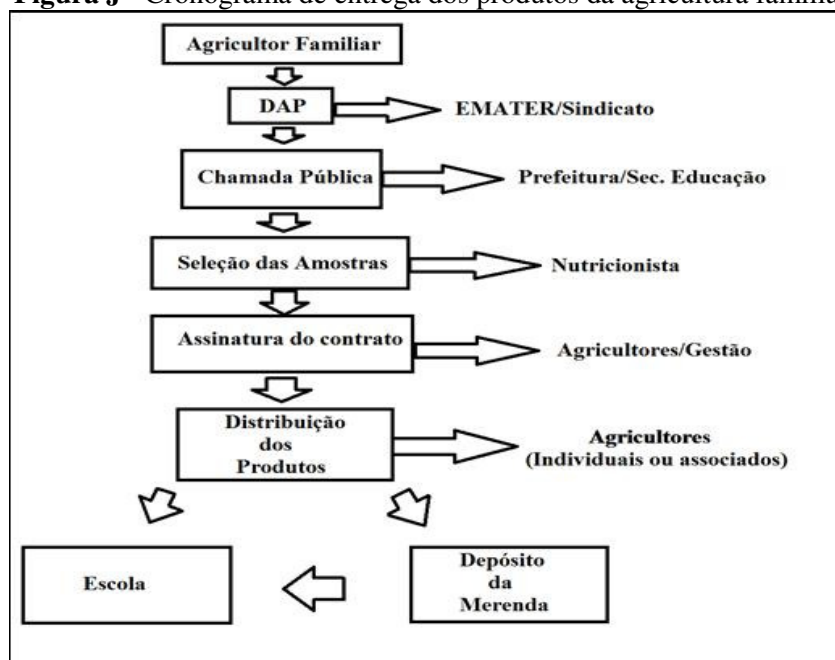 Cronograma de entrega dos produtos da agricultura
Agricultor Familiar
DAP
EMATER/Sindicato
Chamada Pública
Prefeitura/Sec. Educação
Seleção das Amostras
Nutricionista
Assinatura do contrato
Agricultores/Gestão
Distribuição
dos
Produtos
Agricultores
(Individuais ou associados)
Escola
Depósito
da
Merenda